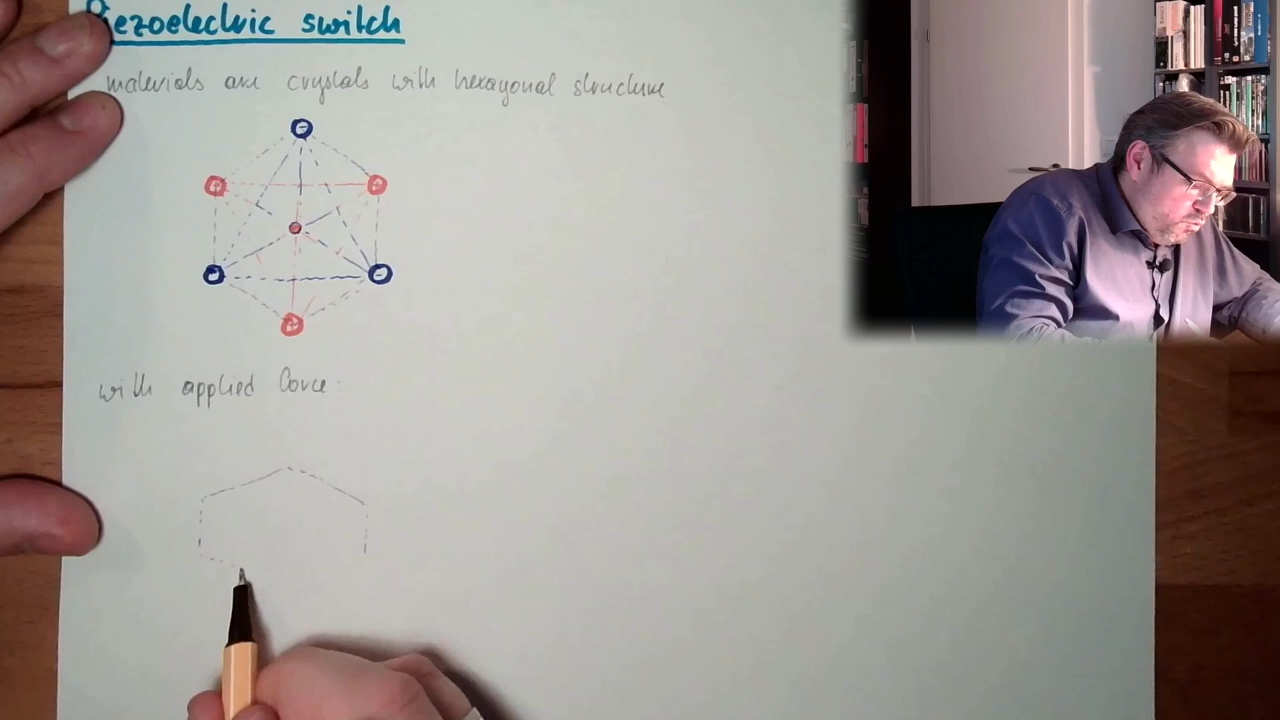 Piezoelectric switch
materials are crystals with hexagonal structure
-
- -
with applied force: